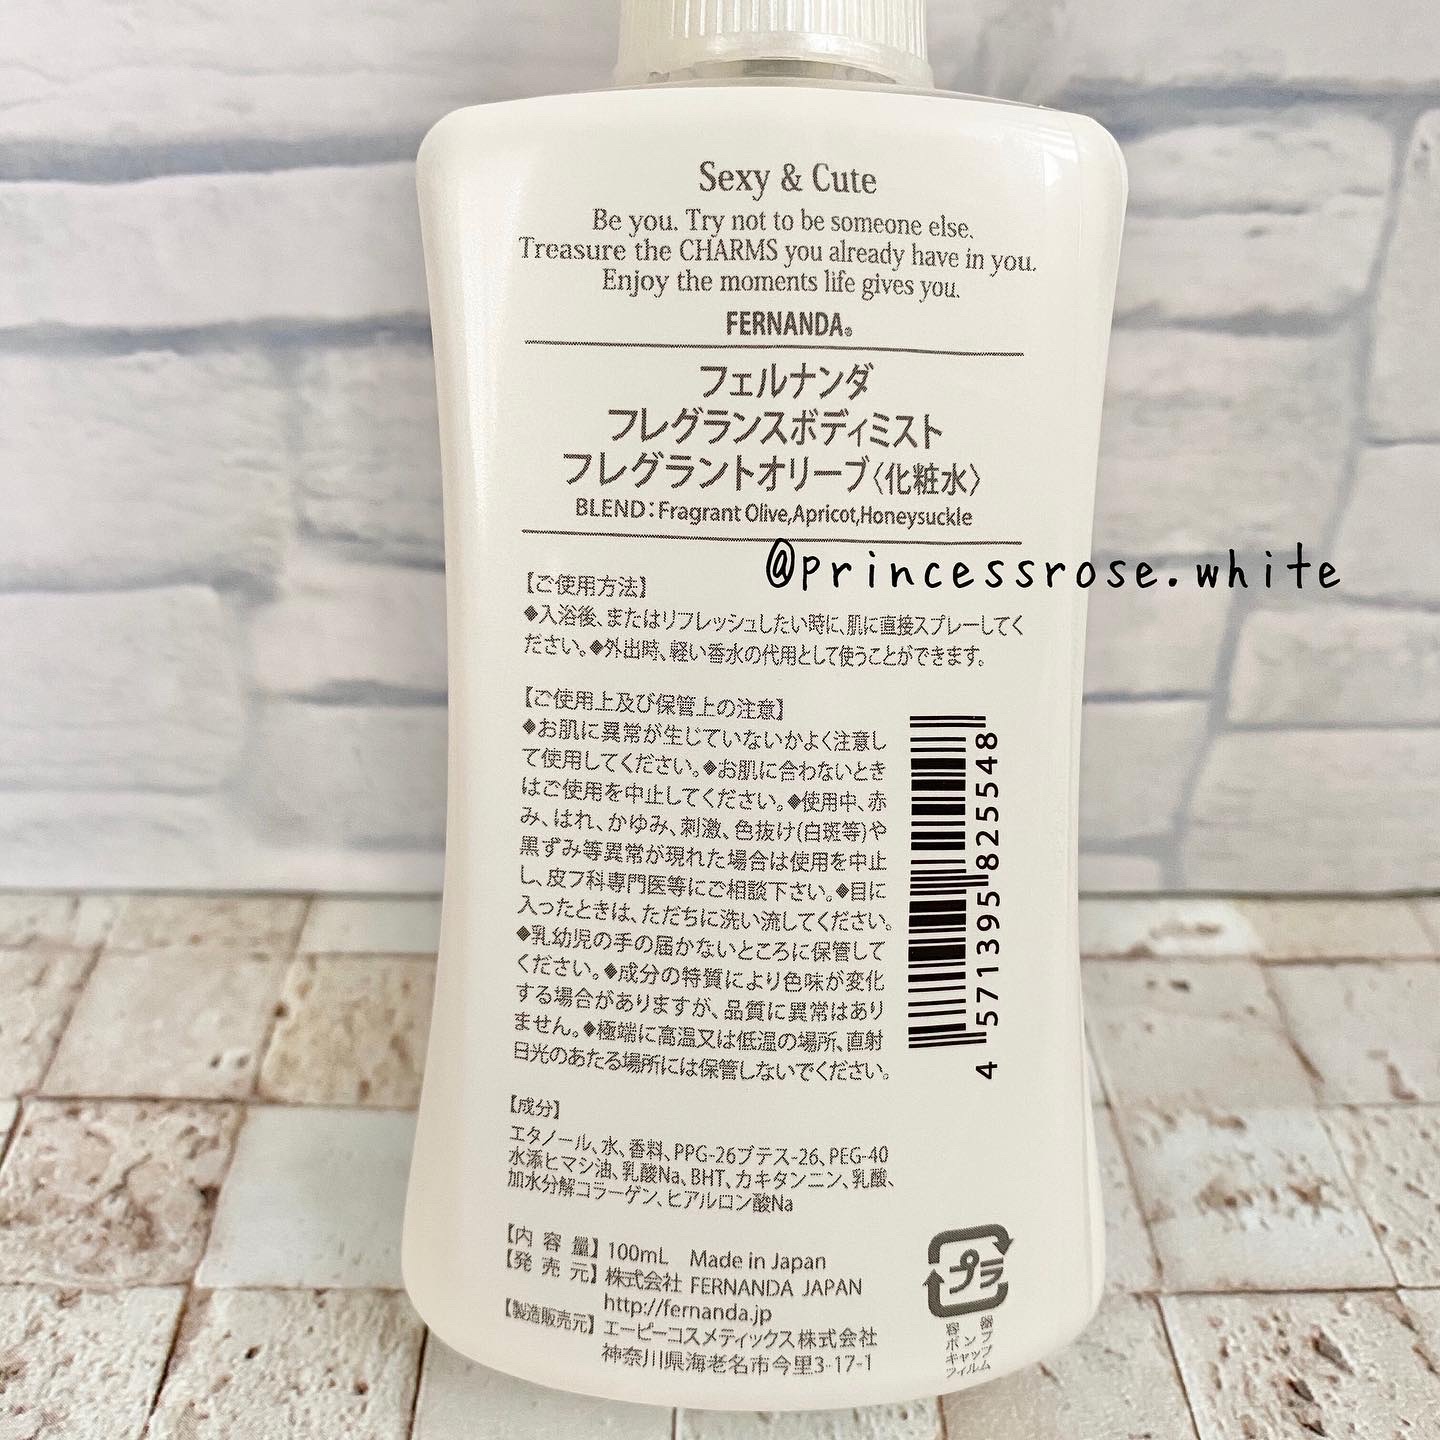 Sexy & Cute
Be you. Try not to be someone else.
Treasure the CHARMS you already have in you.
Enjoy the moments life gives you.
FERNANDA®
フェルナンダ
フレグランスボディミスト
フレグラントオリーブ〈化粧水〉
BLEND:Fragrant Olive,Apricot,Honeysuckle
@princessrose.white
【ご使用方法】
◆入浴後、またはリフレッシュしたい時に、肌に直接スプレーしてく
ださい。◆外出時、軽い香水の代用として使うことができます。
【ご使用上及び保管上の注意】
◆お肌に異常が生じていないかよく注意し
て使用してください。◆お肌に合わないとき
はご使用を中止してください。◆使用中、赤
み、はれ、かゆみ、刺激、色抜け(白斑等)や
黒ずみ等異常が現れた場合は使用を中止
し、皮フ科専門医等にご相談下さい。◆目に
入ったときは、ただちに洗い流してください。
◆乳幼児の手の届かないところに保管して
ください。◆成分の特質により色味が変化
する場合がありますが、品質に異常はあり
ません。◆極端に高温又は低温の場所、直射
日光のあたる場所には保管しないでください。
4 571395 825548
【成分】
エタノール、水、香料、PPG-26ブテス-26、PEG-40
水添ヒマシ油、乳酸Na、BHT、カキタンニン、乳酸、
加水分解コラーゲン、ヒアルロン酸Na
【内容量】100mL Made in Japan
【発売元】株式会社 FERNANDA JAPAN
http://fernanda.jp
【製造販売元】エーピーコスメティックス株式会社
神奈川県海老名市今里3-17-1
プラ
容器
ポンプ
キャップ
フィルム